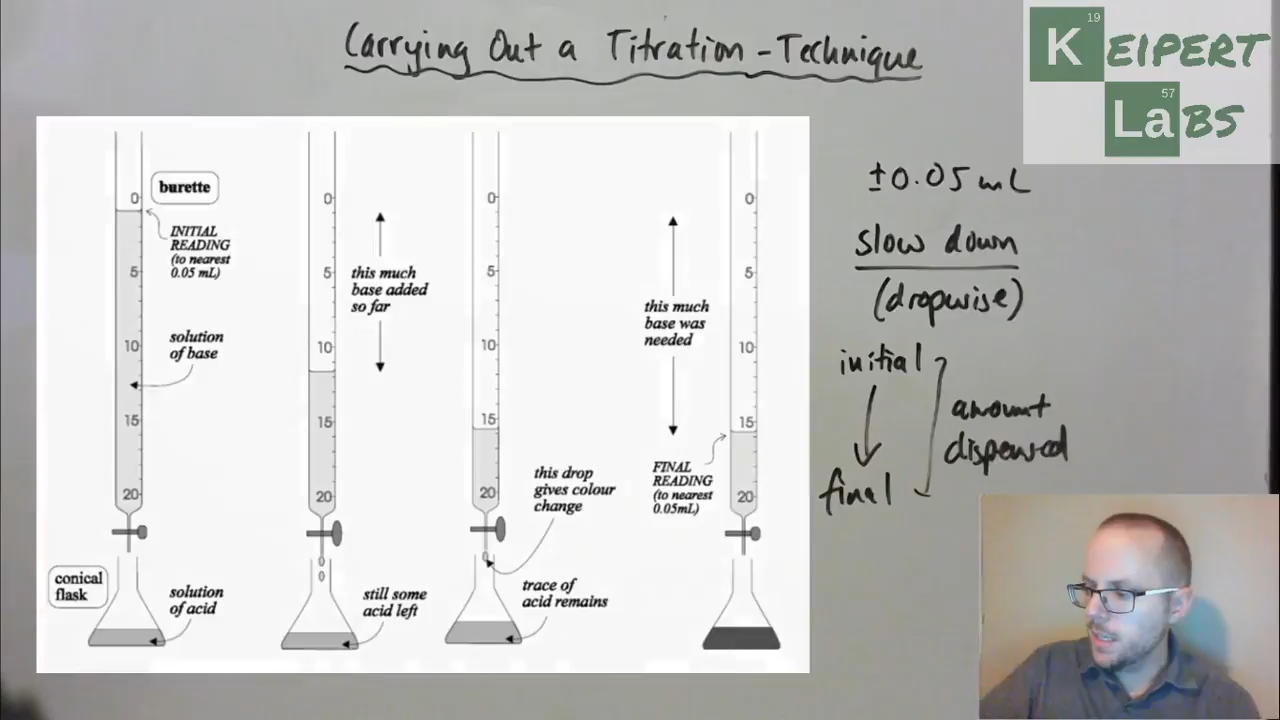 Carrying Out a Titration - Technique
19
KEIPERT
57
LaBS
0
5
10
15
20
burette
INITIAL
READING
(to nearest
0.05 mL)
solution
of base
conical
flask
solution
of acid
0
5
10
15
20
this much
base added
so far
still some
acid left
0
5
10
15
20
this drop
gives colour
change
trace of
acid remains
this much
base was
needed
FINAL
READING
(to nearest
0.05mL)
0
5
10
15
20
±0.05 mL
slow down
(dropwise)
initial
final
amount
dispensed